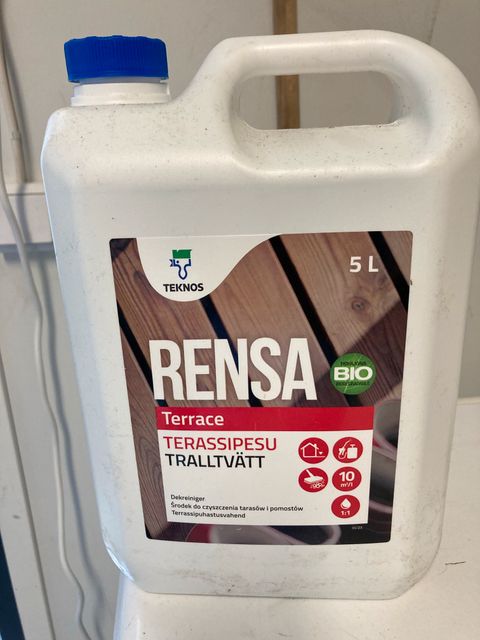 TEKNOS
5 L
RENSA
BIO
Terrace
TERASSIPESU
TRALLTVÄTT
10
m²/l
1:1
Dekreiniger
Środek do czyszczenia tarasów i pomostów
Terrassipuhastusvahend